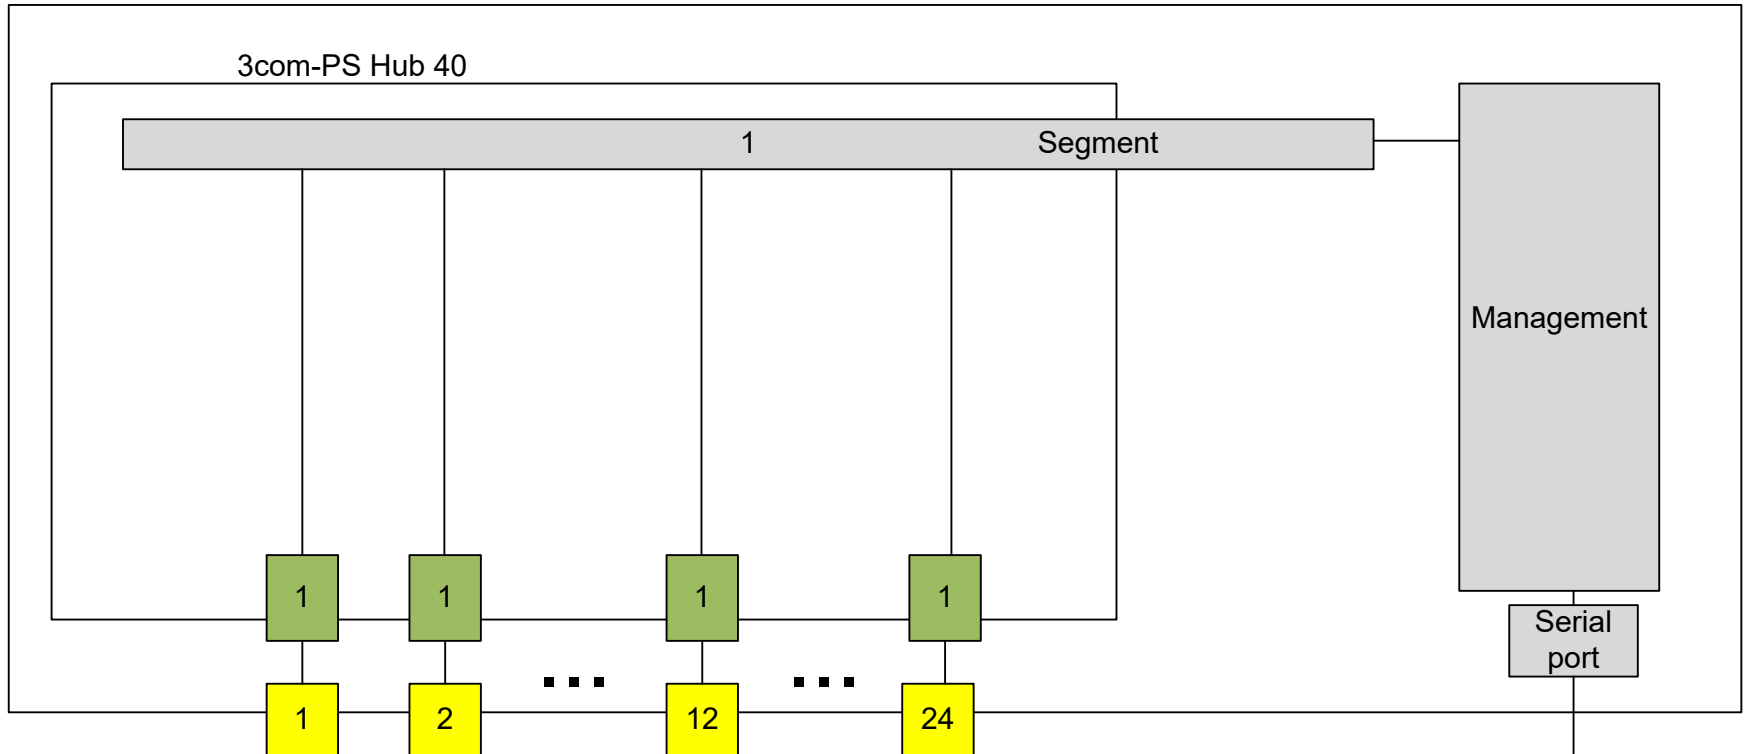 3com-PS Hub 40
1 Segment
Management
1 1 1 1
Serial
port
1 2 ... 12 ... 24